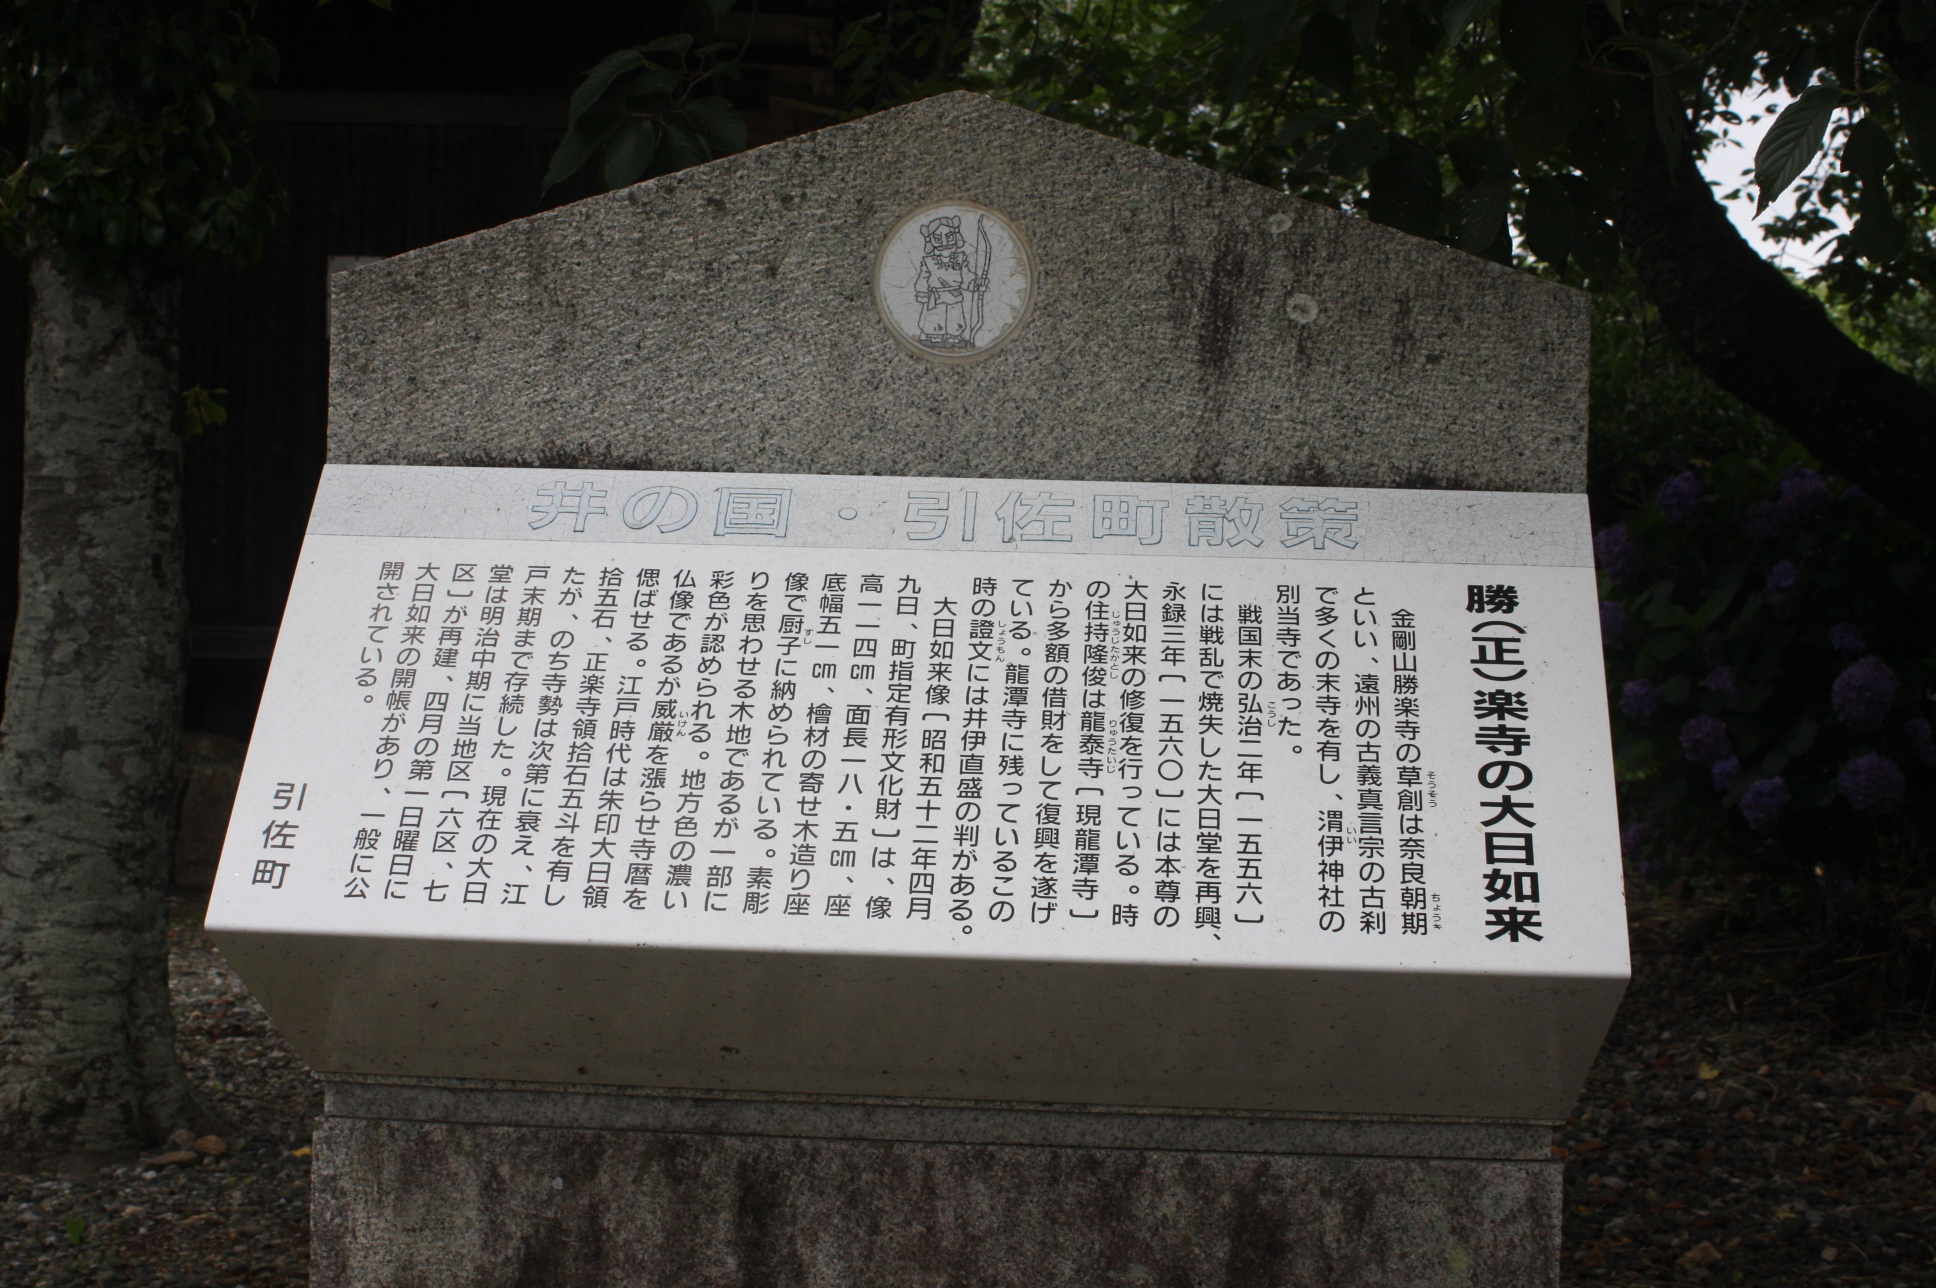 井の国・引佐町散策
勝(正)楽寺の大日如来
金剛山勝楽寺の草創は奈良朝期
といい、遠州の古義真言宗の古刹
で多くの末寺を有し、渭伊神社の
別当寺であった。
戦国末の弘治二年〔一五五六〕
には戦乱で焼失した大日堂を再興、
永録三年〔一五六〇〕には本尊の
大日如来の修復を行っている。時
の住持隆俊は龍泰寺〔現龍潭寺〕
から多額の借財をして復興を遂げ
ている。龍潭寺に残っているこの
時の證文には井伊直盛の判がある。
大日如来像〔昭和五十二年四月
九日、町指定有形文化財〕は、像
高一一四㎝、面長一八・五㎝、座
底幅五一㎝、檜材の寄せ木造り座
像で厨子に納められている。素彫
りを思わせる木地であるが一部に
彩色が認められる。地方色の濃い
仏像であるが威厳を漲らせ寺暦を
偲ばせる。江戸時代は朱印大日領
拾五石、正楽寺領拾石五斗を有し
たが、のち寺勢は次第に衰え、江
戸末期まで存続した。現在の大日
堂は明治中期に当地区〔六区、七
区〕が再建、四月の第一日曜日に
大日如来の開帳があり、一般に公
開されている。
引佐町